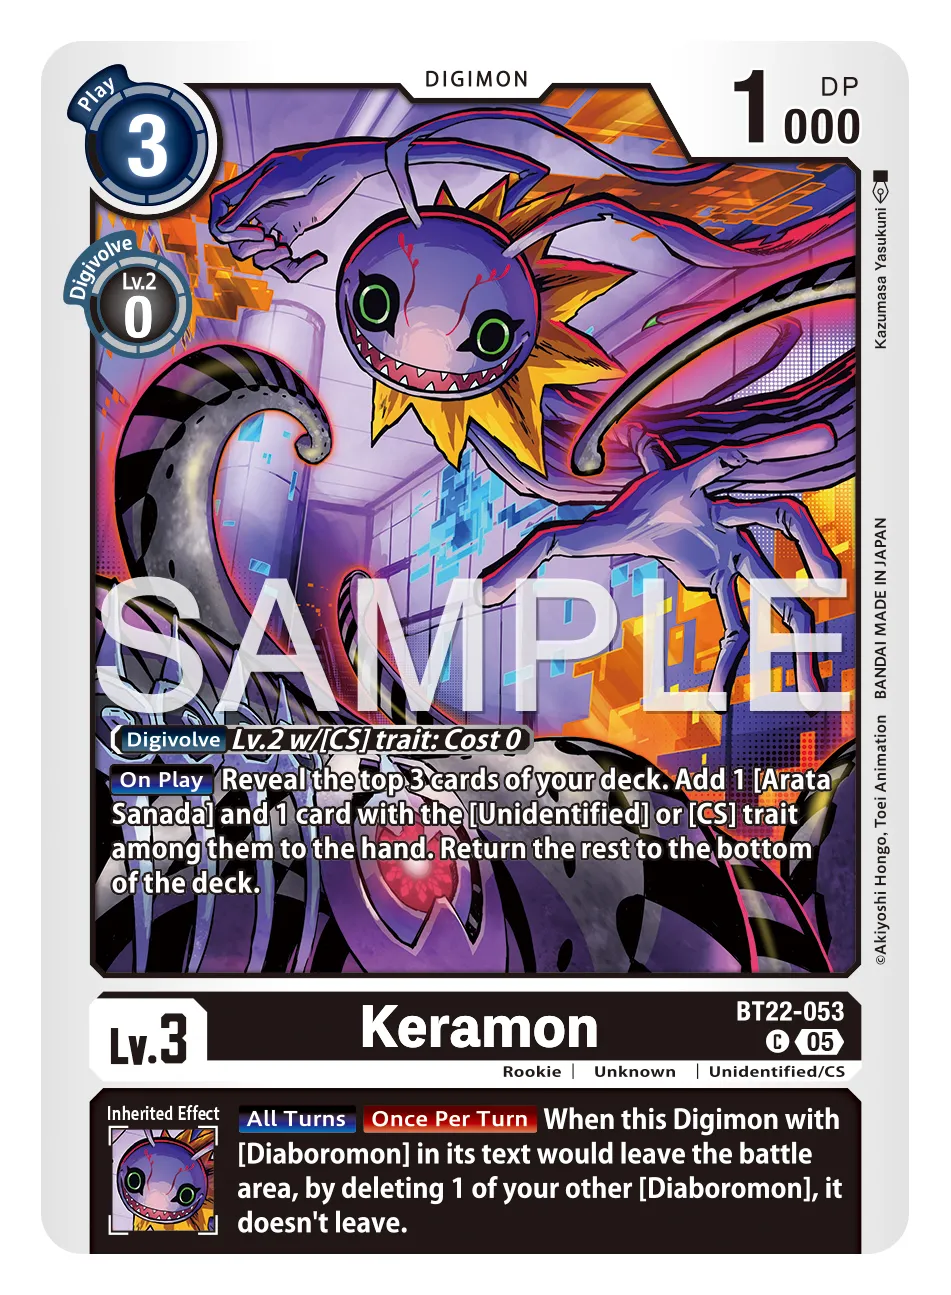 DIGIMON
Play
3
1000
DP
Digivolve
Lv.2
0
Kazumasa Yasukuni
SAMPLE
BANDAI MADE IN JAPAN
©Akiyoshi Hongo, Toei Animation
Digivolve Lv.2 w/[CS] trait: Cost 0
On Play Reveal the top 3 cards of your deck. Add 1 [Arata
Sanada] and 1 card with the [Unidentified] or [CS] trait
among them to the hand. Return the rest to the bottom
of the deck.
Lv.3
Keramon
BT22-053
C 05
Rookie | Unknown | Unidentified/CS
Inherited Effect
All Turns Once Per Turn When this Digimon with
[Diaboromon] in its text would leave the battle
area, by deleting 1 of your other [Diaboromon], it
doesn't leave.